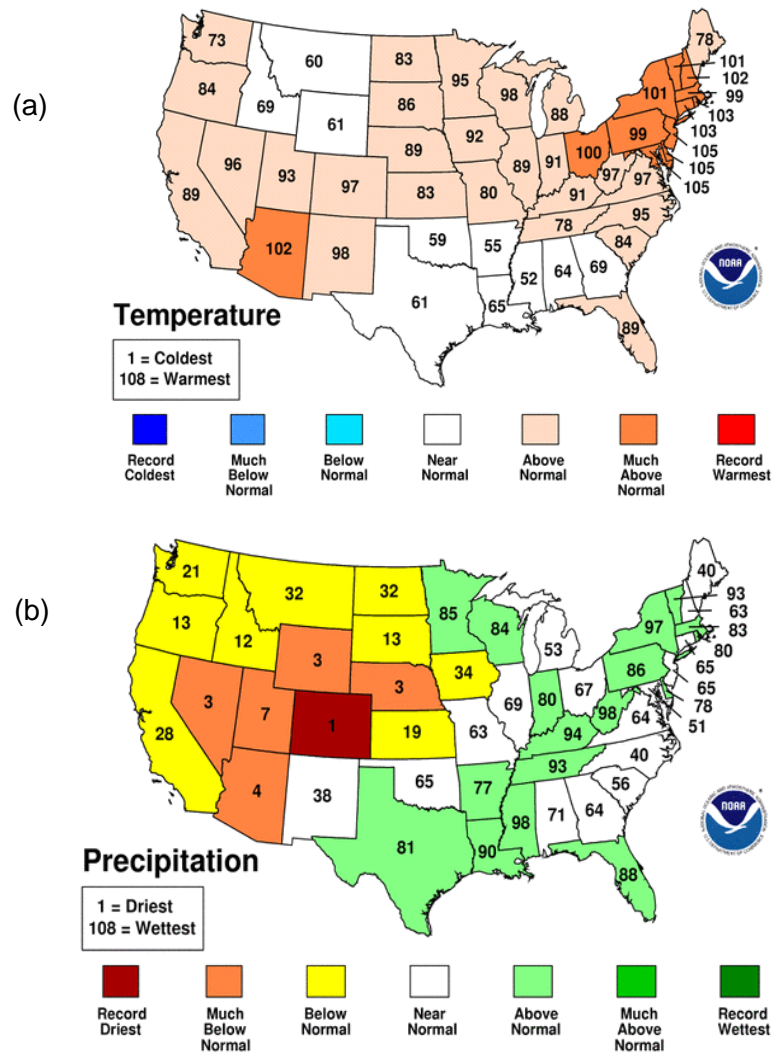 (a)
73
60
83
95
98
78
101
102
84
69
61
86
88
101
99
103
103
99
105
105
105
89
96
93
97
89
92
89
91
100
97
97
83
80
91
102
98
59
55
78
95
84
61
52
64
69
65
89
NOAA
Temperature
1 = Coldest
108 = Warmest
Record
Coldest
Much
Below
Normal
Below
Normal
Near
Normal
Above
Normal
Much
Above
Normal
Record
Warmest
(b)
21
32
32
85
84
53
40
93
63
83
80
97
13
12
3
13
86
65
65
78
51
28
3
7
1
3
34
69
80
67
98
64
19
63
94
4
38
65
77
93
40
56
81
98
71
64
90
88
NOAA
Precipitation
1 = Driest
108 = Wettest
Record
Driest
Much
Below
Normal
Below
Normal
Near
Normal
Above
Normal
Much
Above
Normal
Record
Wettest